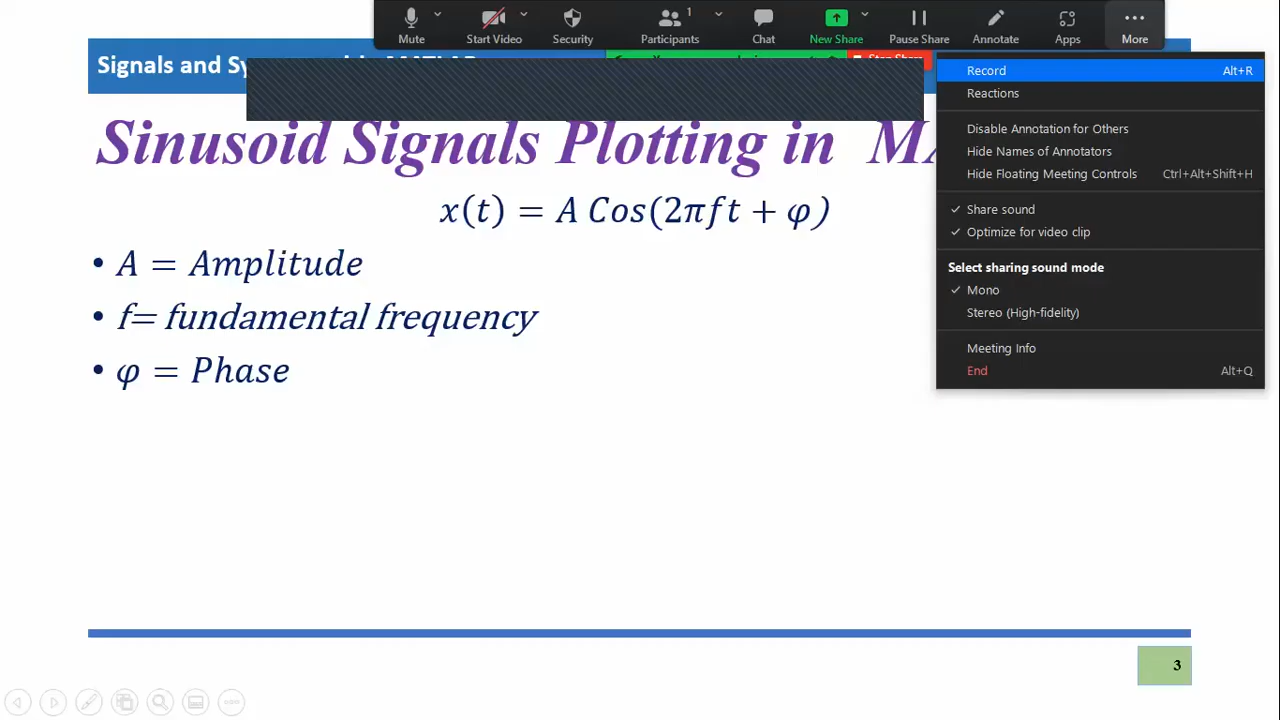 1
Mute Start Video Security Participants Chat New Share Pause Share Annotate Apps More
Signals and
Record Alt+R
Reactions
Disable Annotation for Others
Hide Names of Annotators
Hide Floating Meeting Controls Ctrl+Alt+Shift+H
✓ Share sound
✓ Optimize for video clip
Select sharing sound mode
✓ Mono
Stereo (High-fidelity)
Meeting Info
End Alt+Q
Sinusoid Signals Plotting in
x(t) = A Cos(2πft + φ)
• A = Amplitude
• f= fundamental frequency
• φ = Phase
3